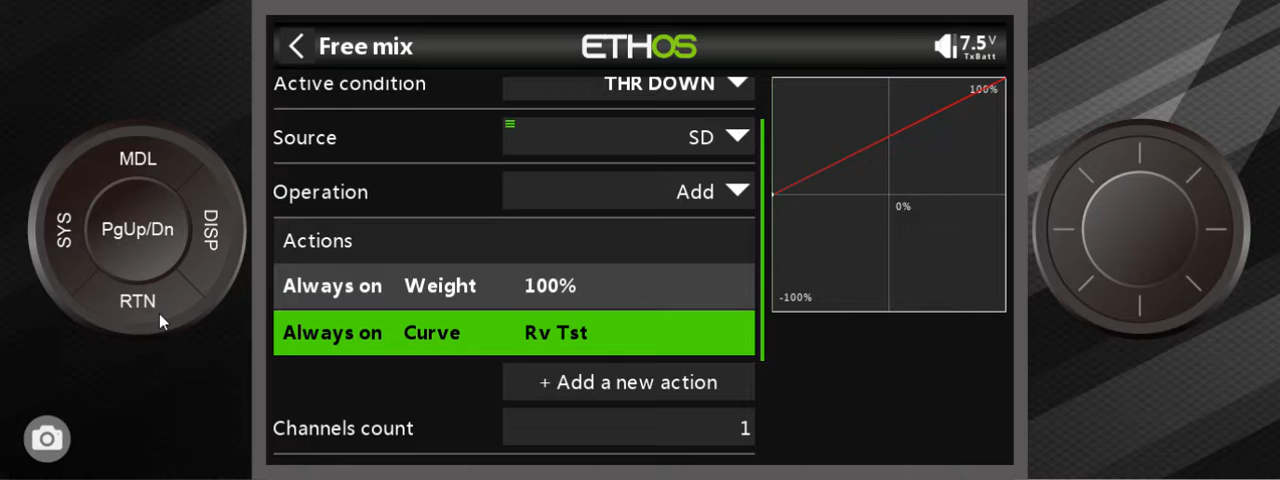 Free mix
ETHOS
7.5V
TxBatt
MDL
SYS
PgUp/Dn
DISP
RTN
Active condition THR DOWN
Source SD
Operation Add
Actions
Always on Weight 100%
Always on Curve Rv Tst
+ Add a new action
Channels count 1
100%
0%
-100%